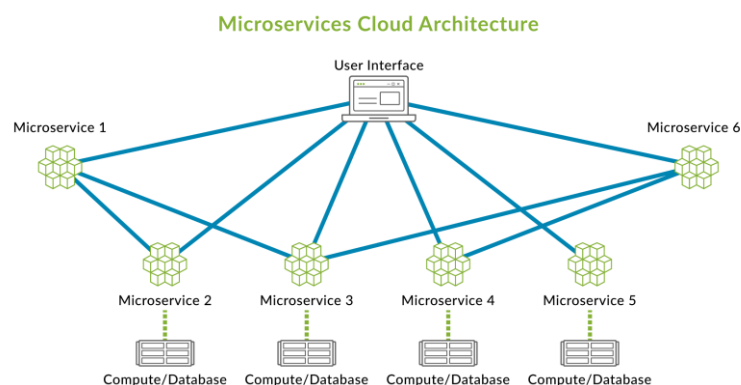 Microservices Cloud Architecture
User Interface
Microservice 1
Microservice 6
Microservice 2
Microservice 3
Microservice 4
Microservice 5
Compute/Database
Compute/Database
Compute/Database
Compute/Database